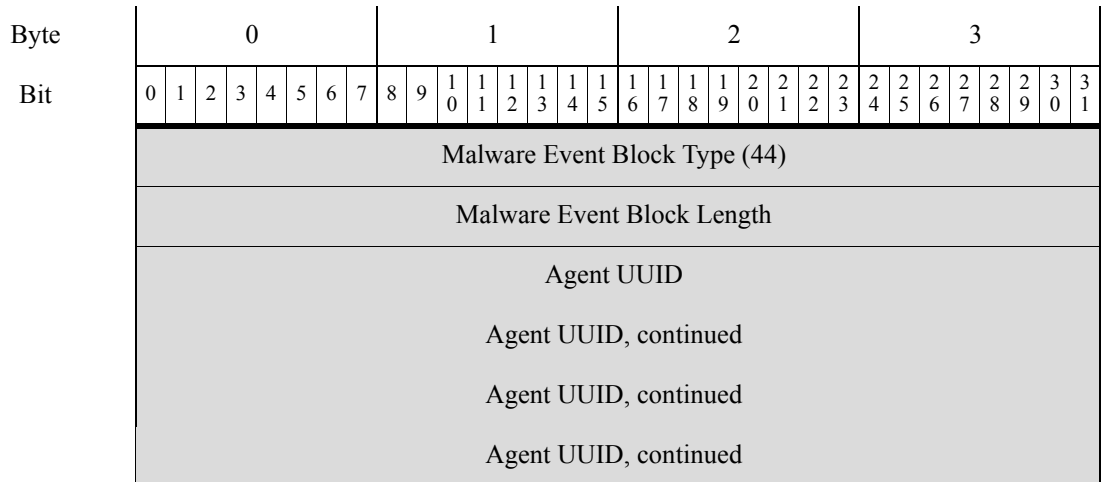 Byte 0 1 2 3
Bit 0 1 2 3 4 5 6 7 8 9 10 11 12 13 14 15 16 17 18 19 20 21 22 23 24 25 26 27 28 29 30 31
Malware Event Block Type (44)
Malware Event Block Length
Agent UUID
Agent UUID, continued
Agent UUID, continued
Agent UUID, continued